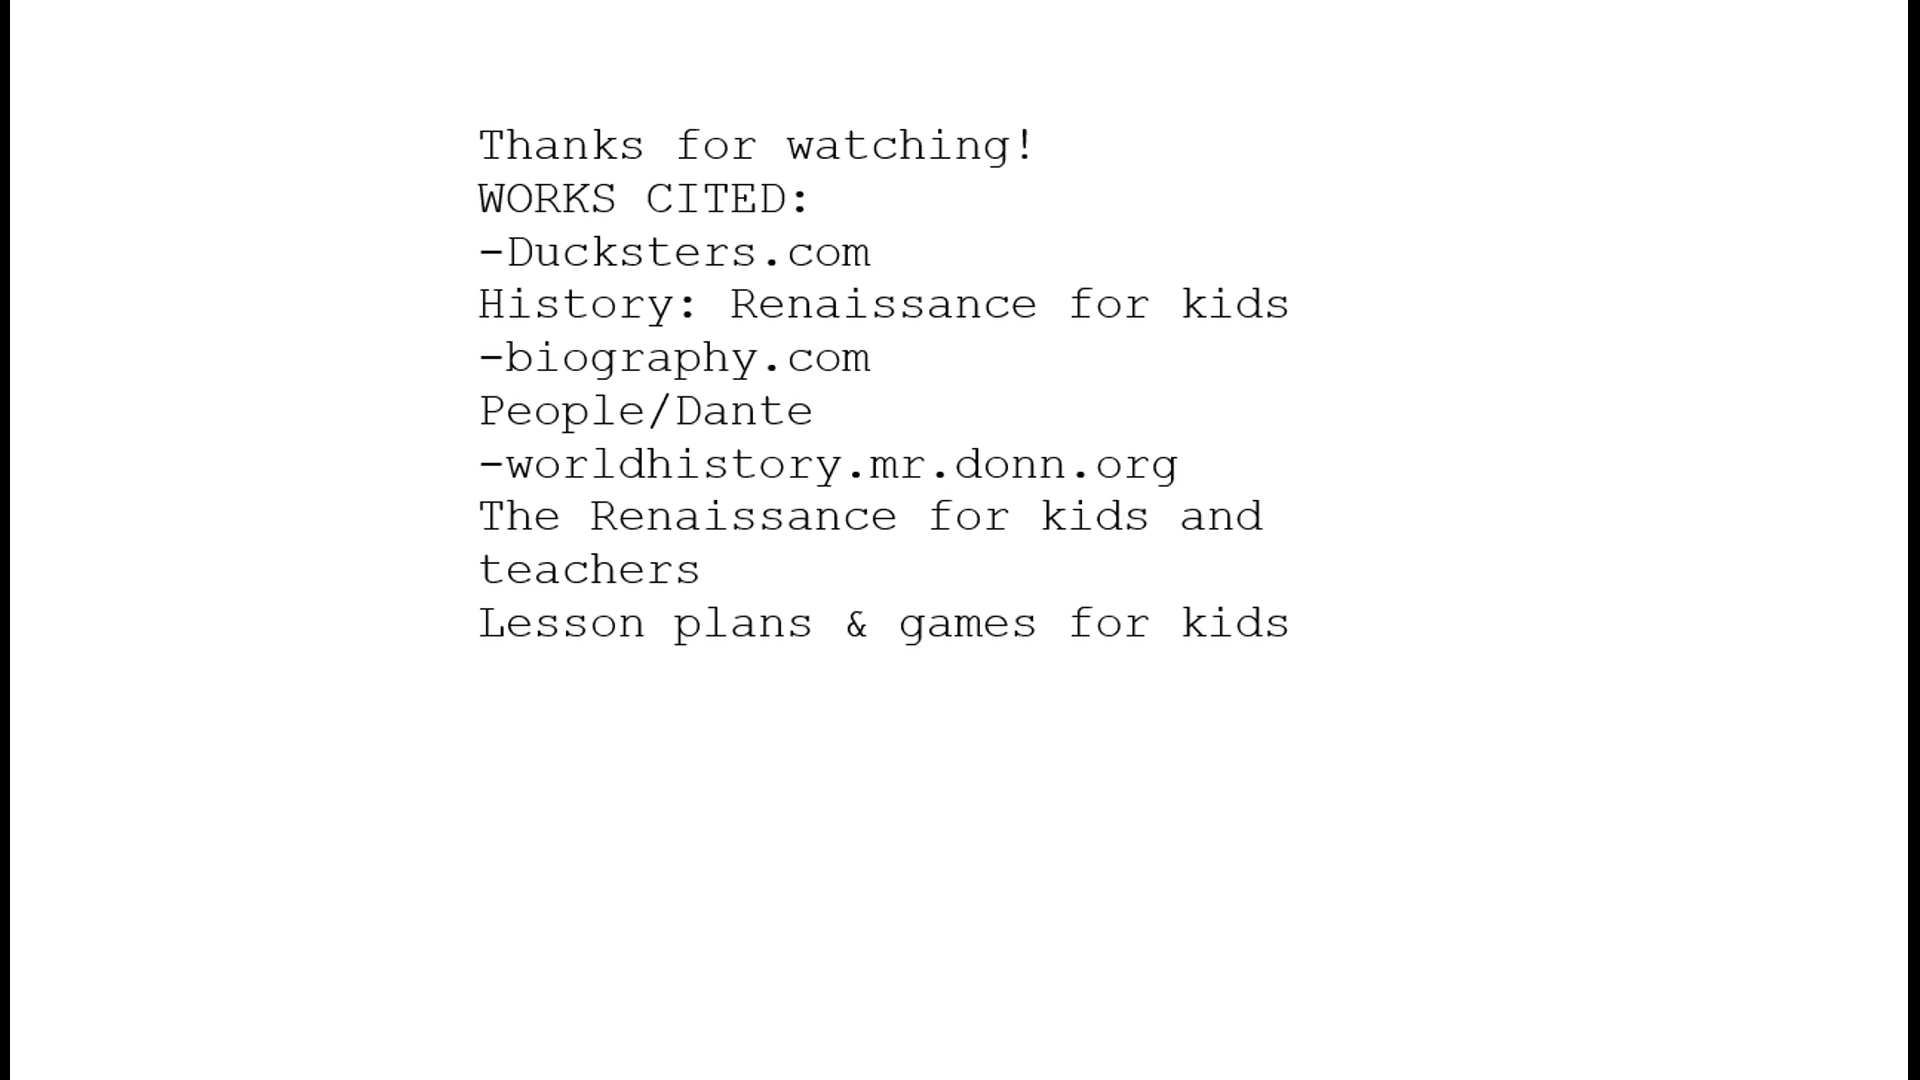 Thanks for watching!
WORKS CITED:
-Ducksters.com
History: Renaissance for kids
-biography.com
People/Dante
-worldhistory.mr.donn.org
The Renaissance for kids and
teachers
Lesson plans & games for kids